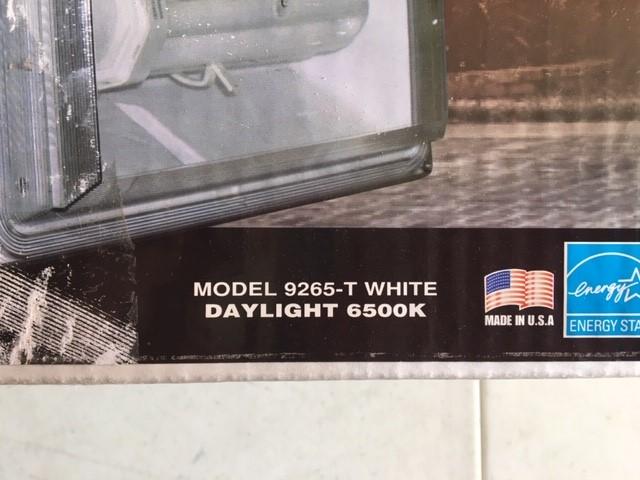 MODEL 9265-T WHITE
DAYLIGHT 6500K
MADE IN U.S.A
energy
ENERGY STA